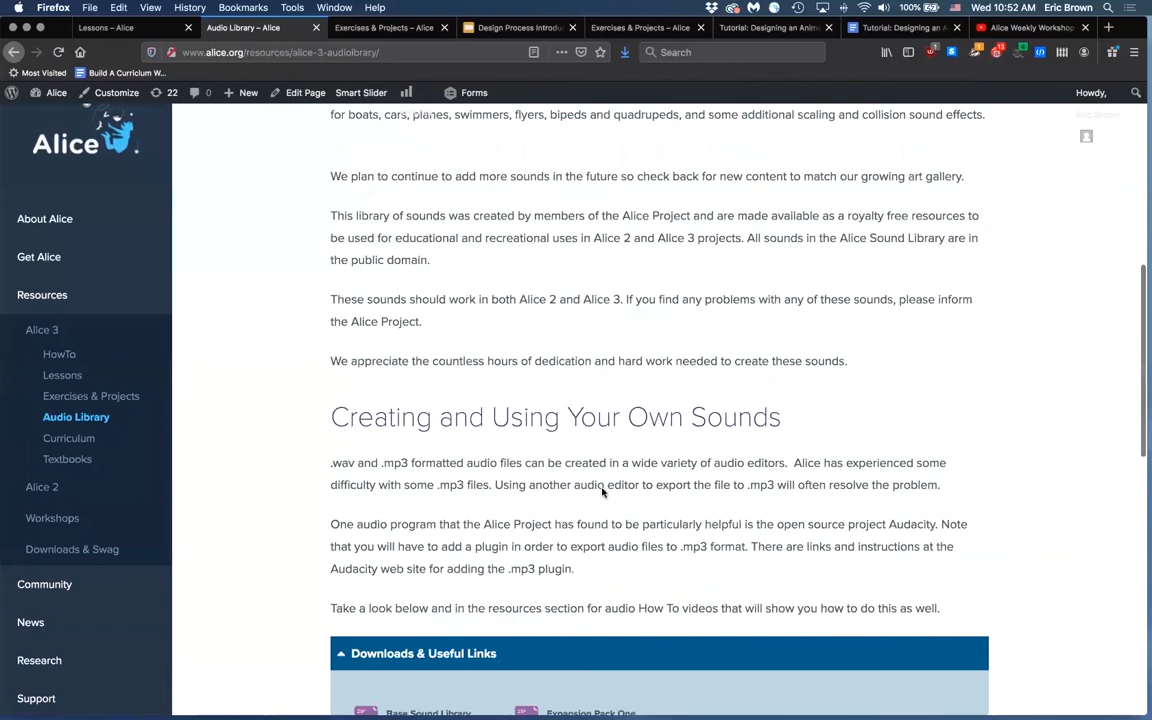 Firefox File Edit View History Bookmarks Tools Window Help 100% Wed 10:52 AM Eric Brown
Lessons – Alice Audio Library – Alice Exercises & Projects – Alice Design Process Introdu Exercises & Projects – Alice Tutorial: Designing an Anim Tutorial: Designing an A Alice Weekly Workshop
www.alice.org/resources/alice-3-audiolibrary/ Search
Most Visited Build A Curriculum W...
Alice Customize 22 0 New Edit Page Smart Slider Forms Howdy,
Eric Brown
Alice
About Alice
Get Alice
Resources
Alice 3
HowTo
Lessons
Exercises & Projects
Audio Library
Curriculum
Textbooks
Alice 2
Workshops
Downloads & Swag
Community
News
Research
Support
for boats, cars, planes, swimmers, flyers, bipeds and quadrupeds, and some additional scaling and collision sound effects.
We plan to continue to add more sounds in the future so check back for new content to match our growing art gallery.
This library of sounds was created by members of the Alice Project and are made available as a royalty free resources to
be used for educational and recreational uses in Alice 2 and Alice 3 projects. All sounds in the Alice Sound Library are in
the public domain.
These sounds should work in both Alice 2 and Alice 3. If you find any problems with any of these sounds, please inform
the Alice Project.
We appreciate the countless hours of dedication and hard work needed to create these sounds.
Creating and Using Your Own Sounds
.wav and .mp3 formatted audio files can be created in a wide variety of audio editors. Alice has experienced some
difficulty with some .mp3 files. Using another audio editor to export the file to .mp3 will often resolve the problem.
One audio program that the Alice Project has found to be particularly helpful is the open source project Audacity. Note
that you will have to add a plugin in order to export audio files to .mp3 format. There are links and instructions at the
Audacity web site for adding the .mp3 plugin.
Take a look below and in the resources section for audio How To videos that will show you how to do this as well.
Downloads & Useful Links
ZIP Base Sound Library ZIP Expansion Pack One